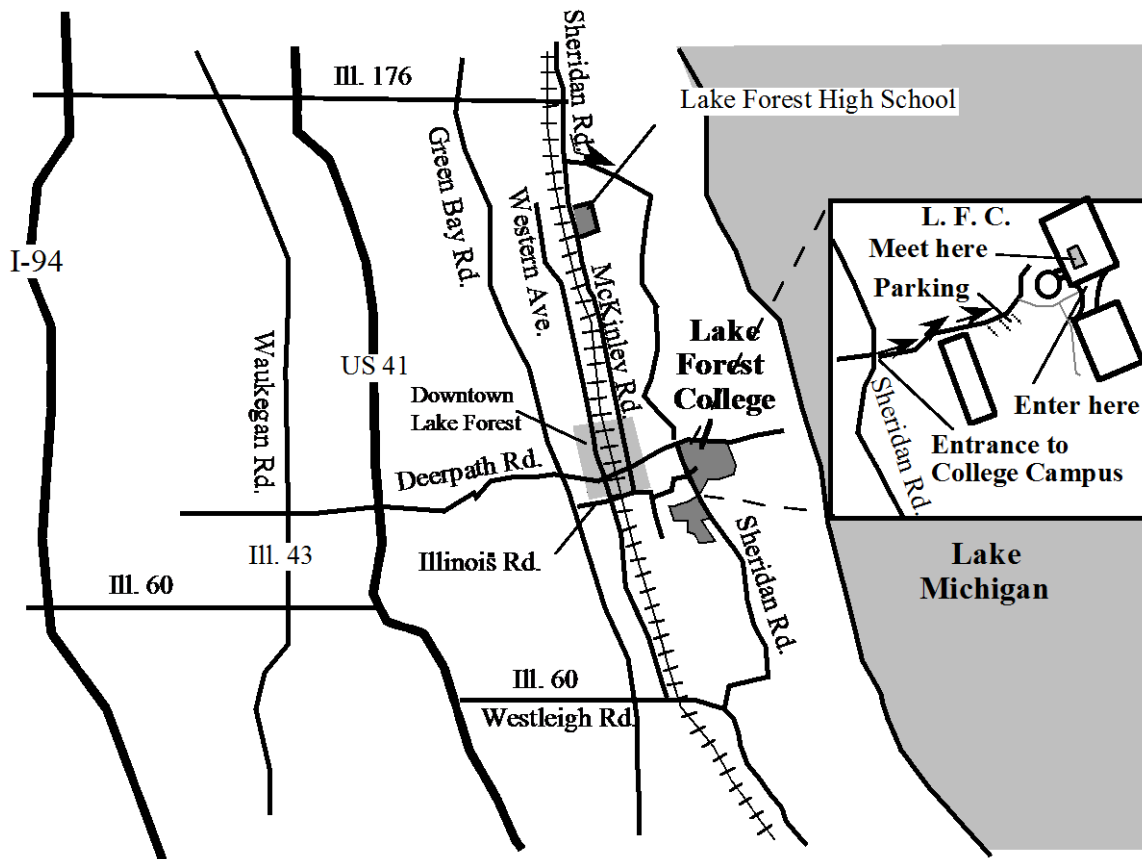 Ill. 176
Sheridan Rd.
Lake Forest High School
Green Bay Rd.
Western Ave.
I-94
McKinley Rd.
L. F. C.
Meet here
Parking
Enter here
Entrance to
College Campus
Sheridan Rd.
Waukegan Rd.
US 41
Lake
Forest
College
Downtown
Lake Forest
Deerpath Rd.
Illinois Rd.
Ill. 43
Sheridan Rd.
Lake
Michigan
Ill. 60
Ill. 60
Westleigh Rd.